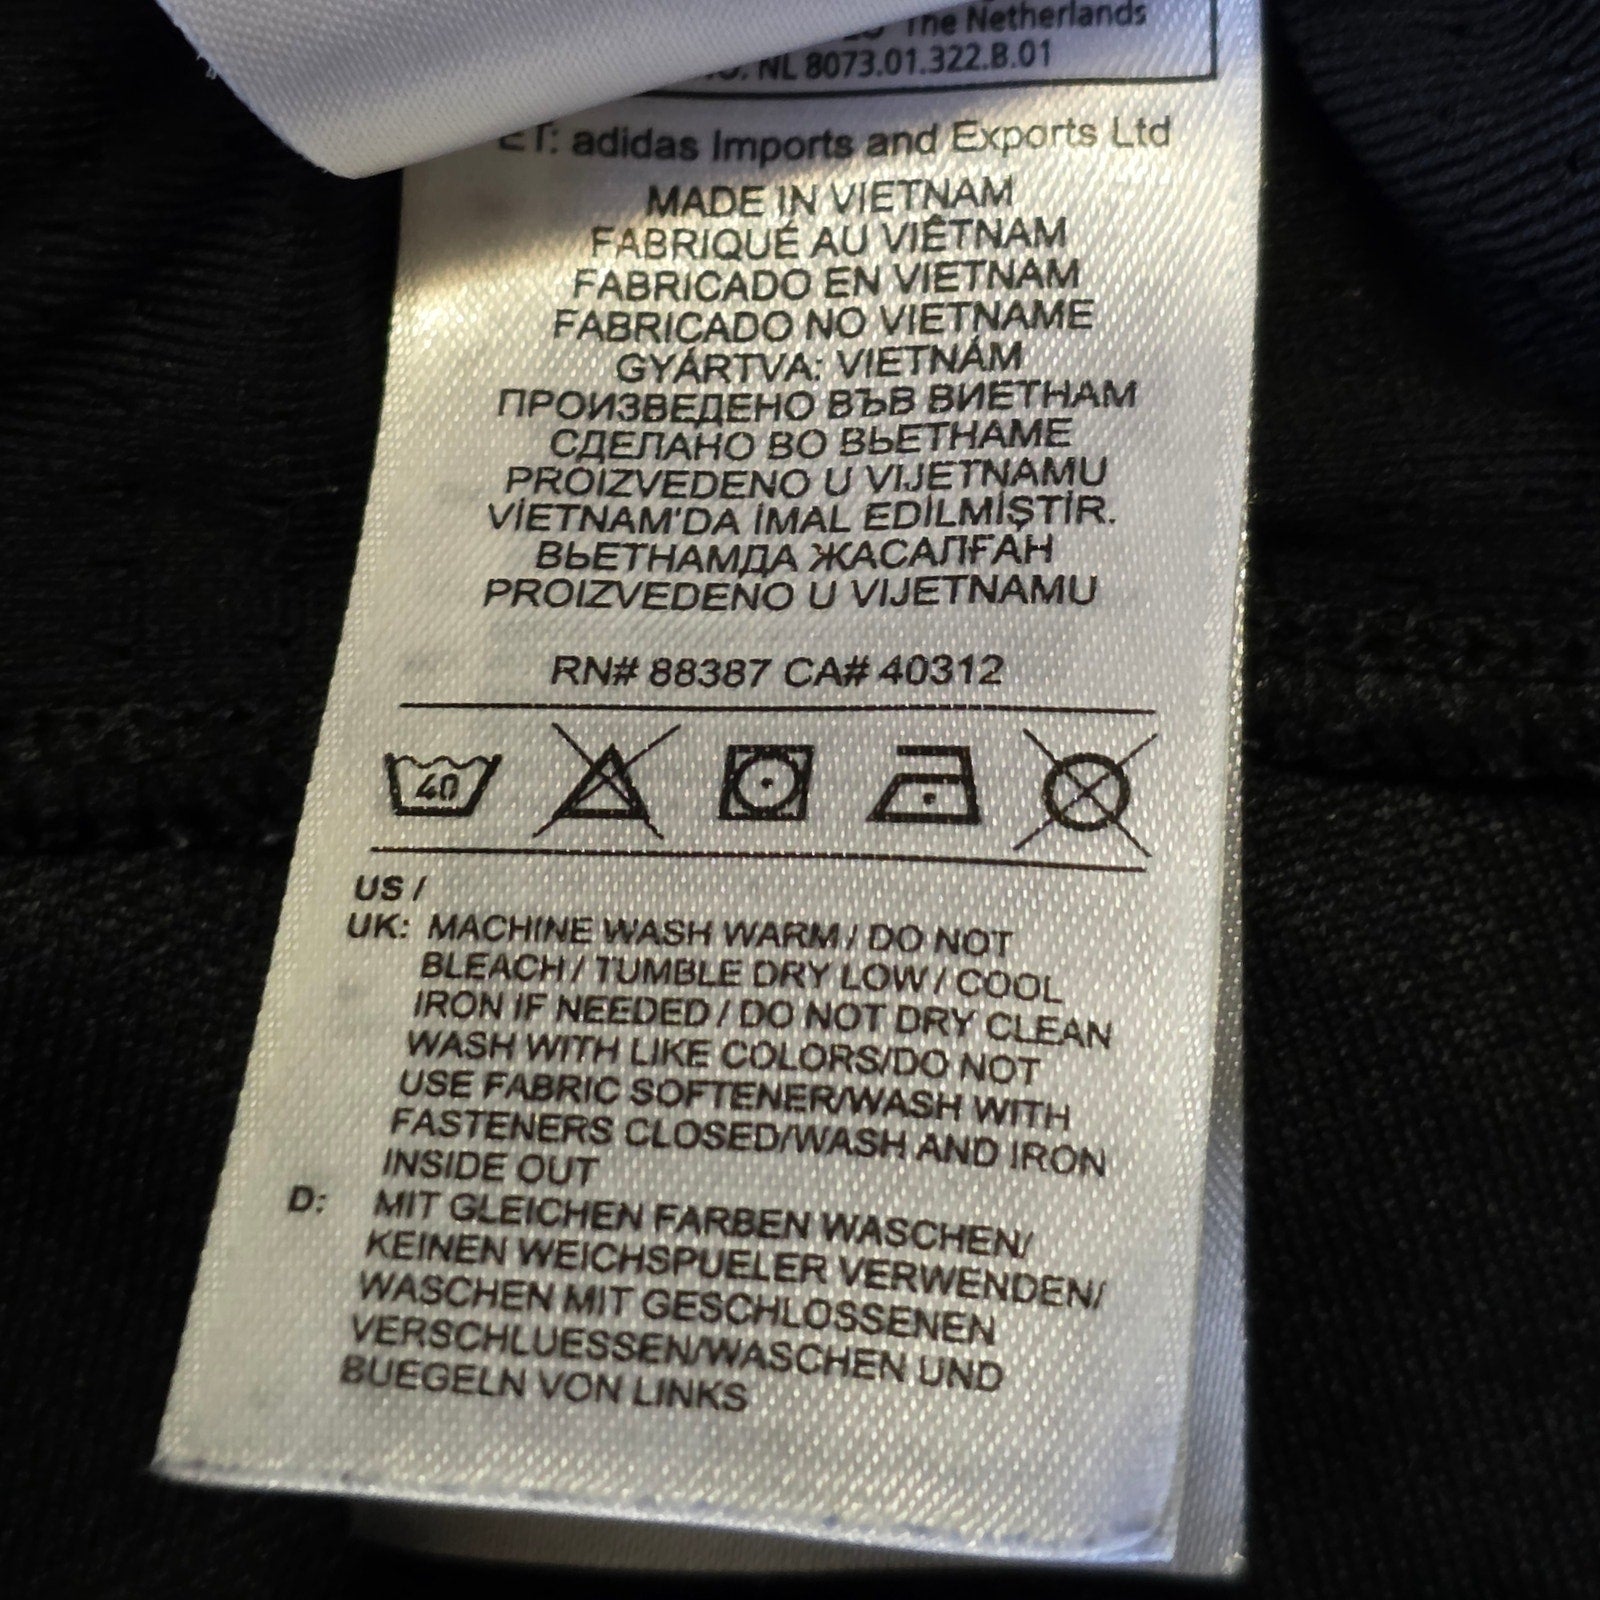 The Netherlands
NL 8073.01.322.B.01
adidas Imports and Exports Ltd
MADE IN VIETNAM
FABRIQUÉ AU VIÊTNAM
FABRICADO EN VIETNAM
FABRICADO NO VIETNAME
GYÁRTVA: VIETNÁM
ПРОИЗВЕДЕНО ВЪВ ВИЕТНАМ
СДЕЛАНО ВО ВЬЕТНАМЕ
PROIZVEDENO U VIJETNAMU
VİETNAM'DA İMAL EDİLMİŞTİR.
ВЬЕТНАМДА ЖАСАЛҒАН
PROIZVEDENO U VIJETNAMU
RN# 88387 CA# 40312
40
US /
UK: MACHINE WASH WARM / DO NOT
BLEACH / TUMBLE DRY LOW / COOL
IRON IF NEEDED / DO NOT DRY CLEAN
WASH WITH LIKE COLORS/DO NOT
USE FABRIC SOFTENER/WASH WITH
FASTENERS CLOSED/WASH AND IRON
INSIDE OUT
D: MIT GLEICHEN FARBEN WASCHEN/
KEINEN WEICHSPUELER VERWENDEN/
WASCHEN MIT GESCHLOSSENEN
VERSCHLUESSEN/WASCHEN UND
BUEGELN VON LINKS